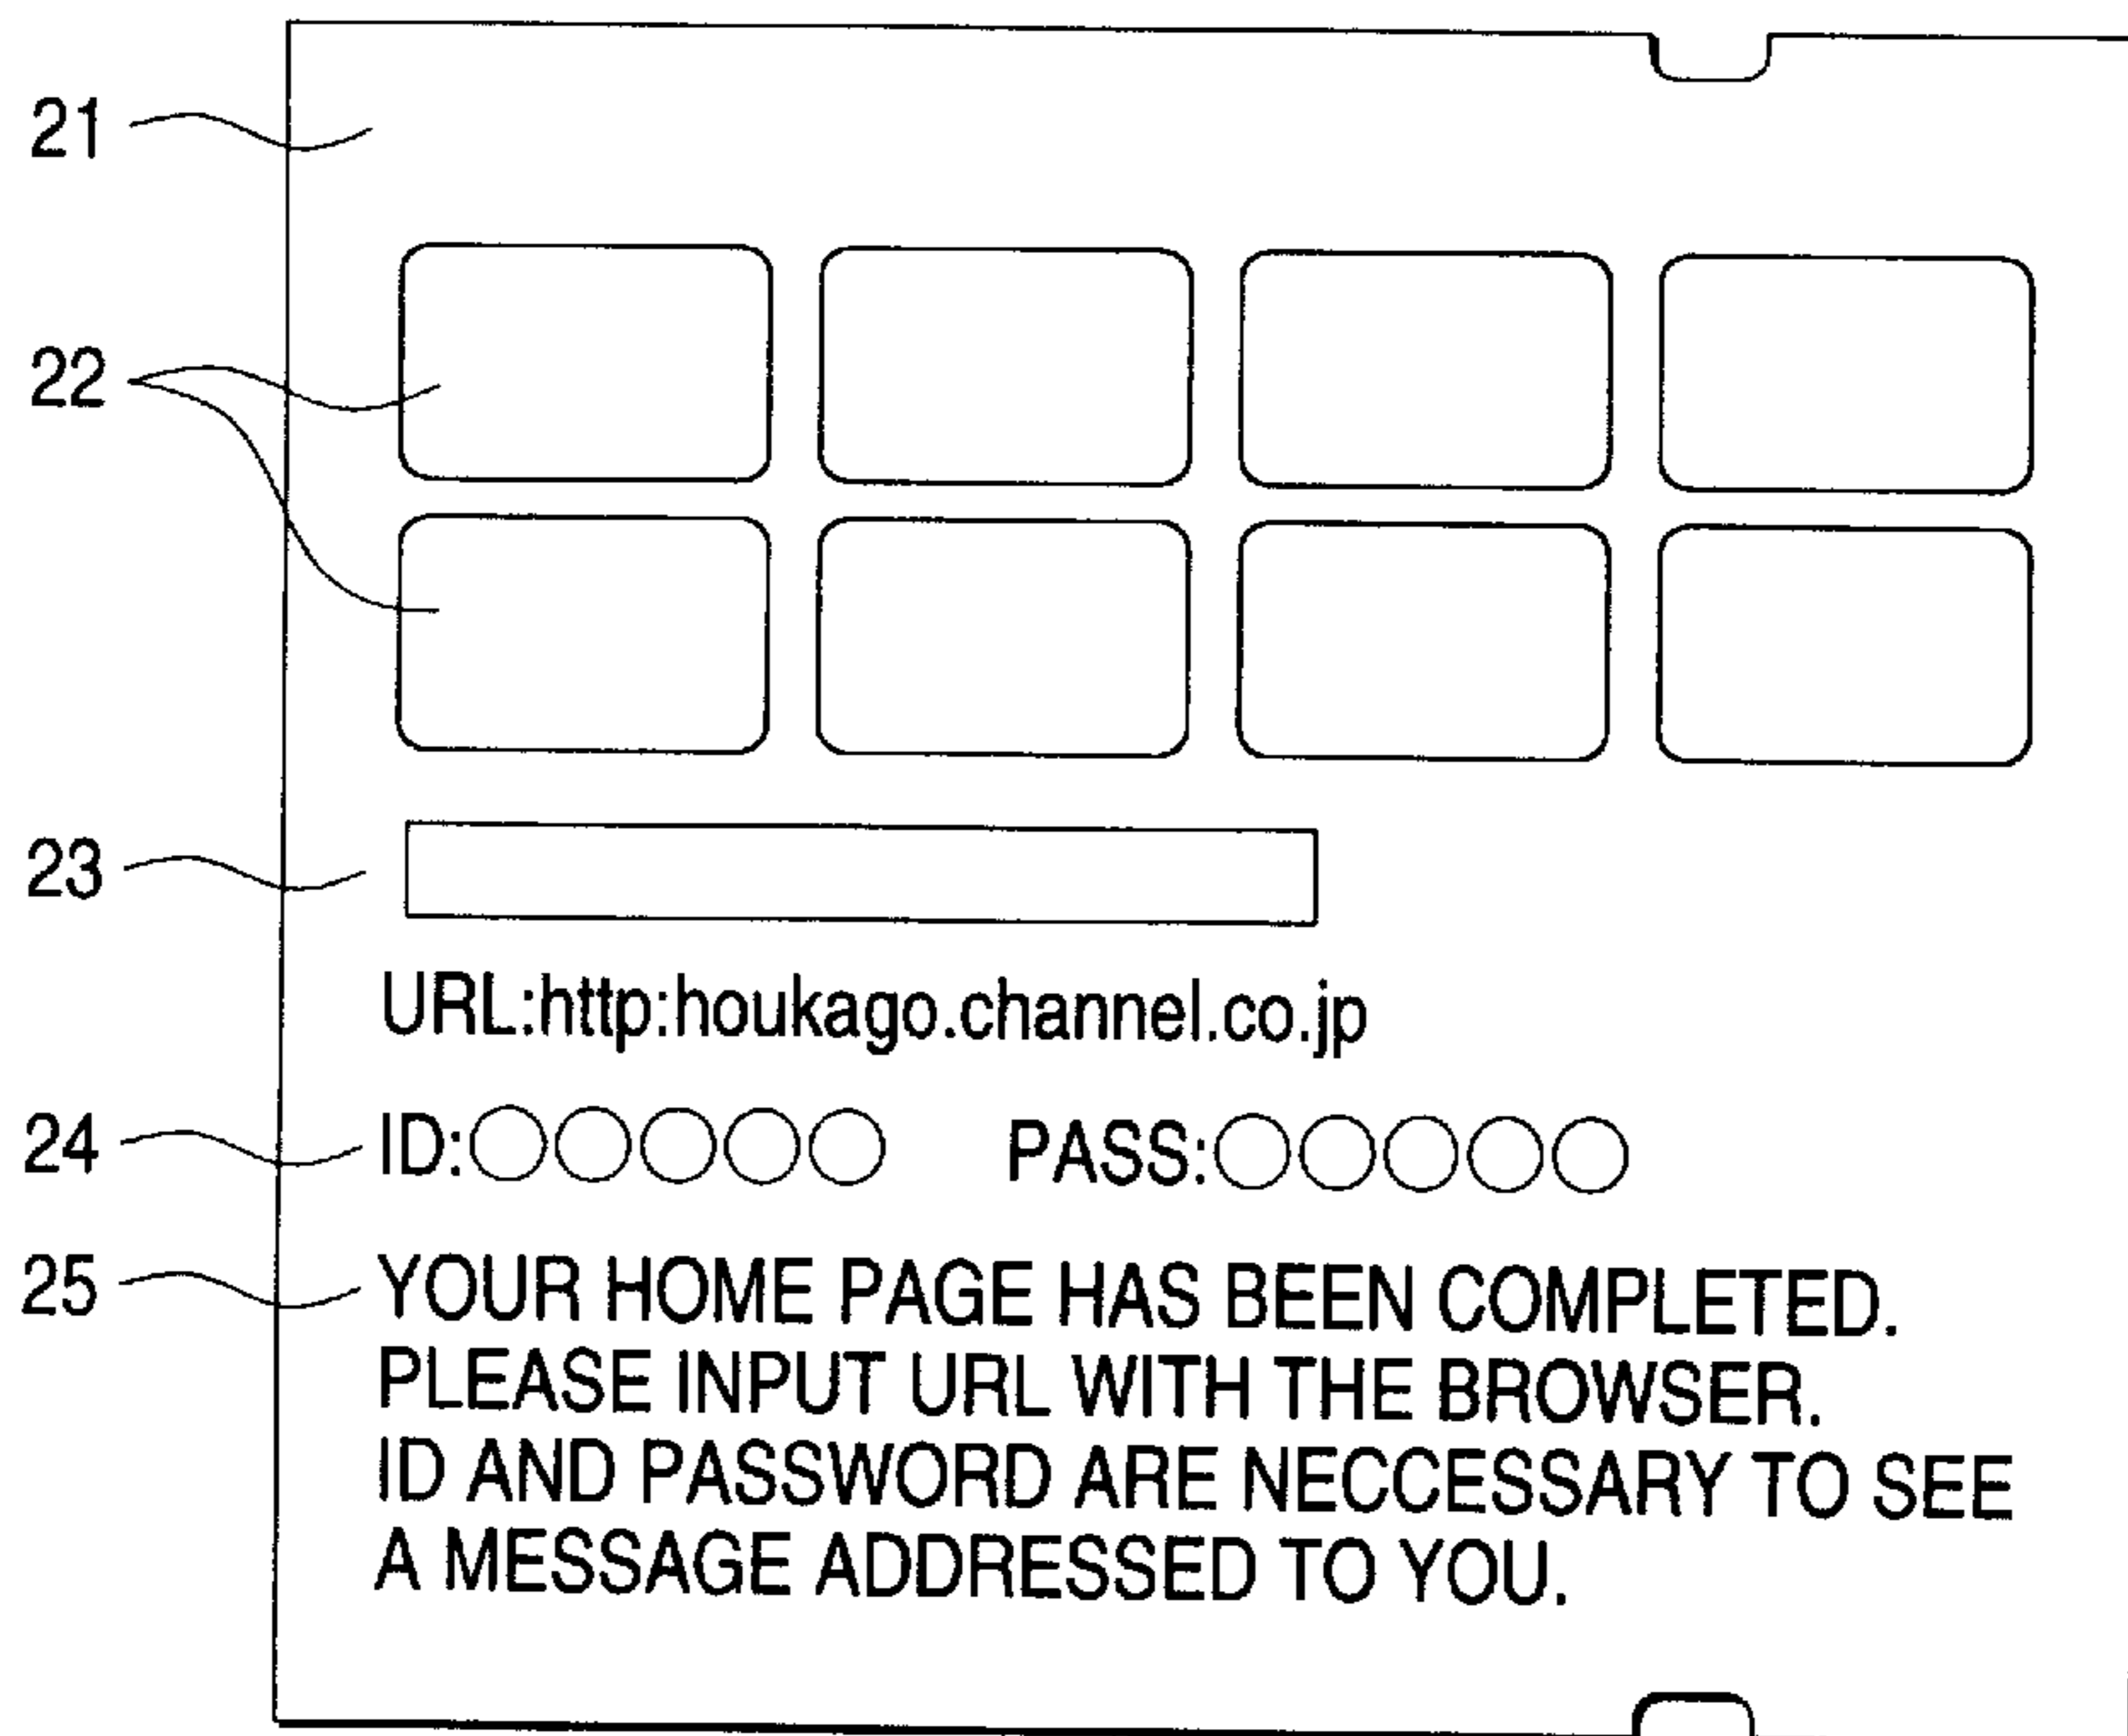 21
22
23
URL:http:houkago.channel.co.jp
24 ID:○○○○○ PASS:○○○○○
25 YOUR HOME PAGE HAS BEEN COMPLETED.
PLEASE INPUT URL WITH THE BROWSER.
ID AND PASSWORD ARE NECCESSARY TO SEE
A MESSAGE ADDRESSED TO YOU.